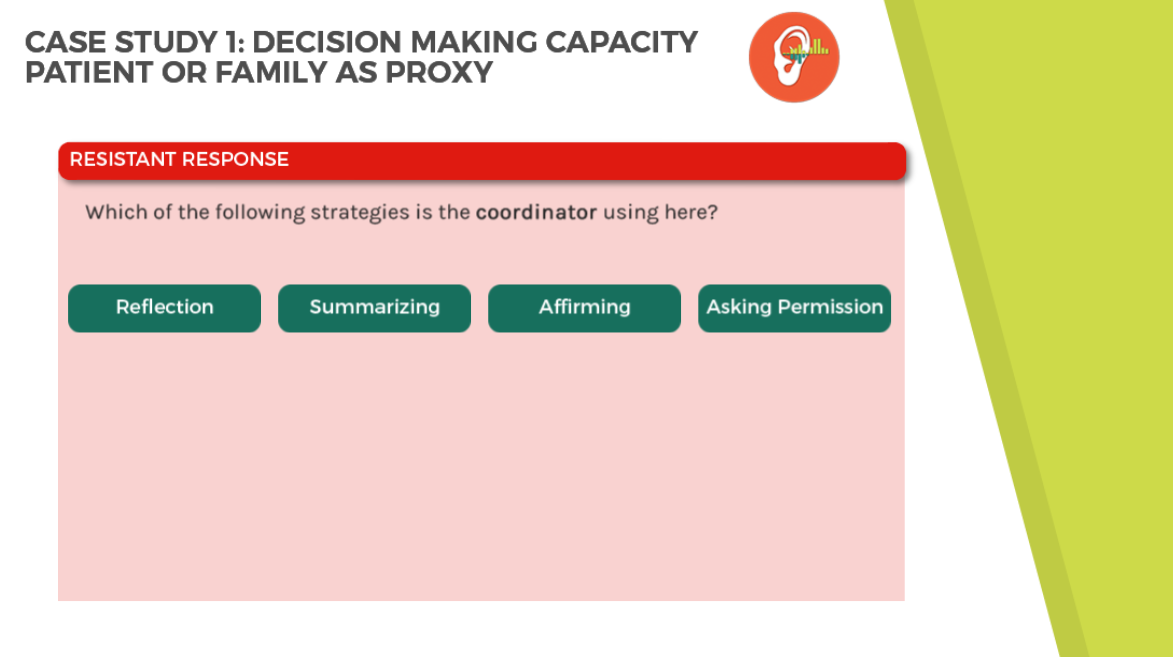 CASE STUDY 1: DECISION MAKING CAPACITY
PATIENT OR FAMILY AS PROXY
RESISTANT RESPONSE
Which of the following strategies is the coordinator using here?
Reflection
Summarizing
Affirming
Asking Permission